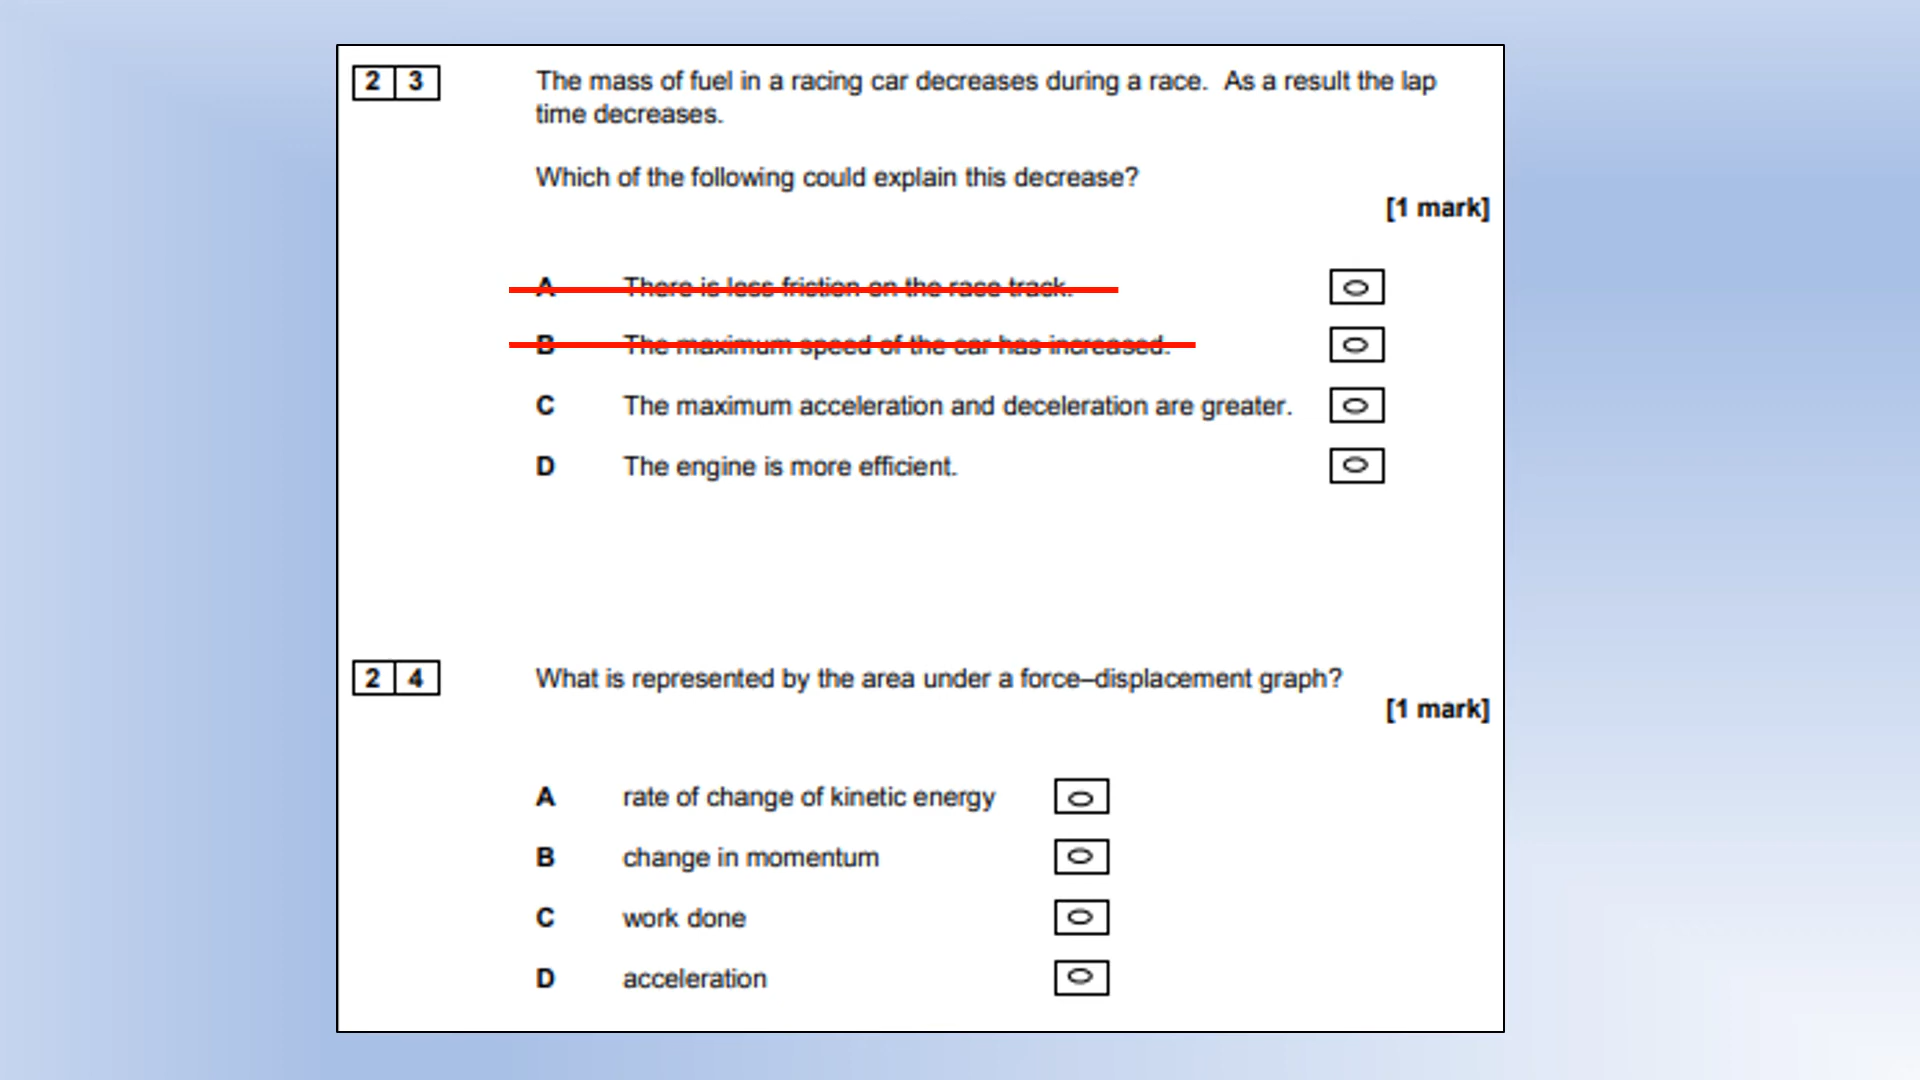 2 3
The mass of fuel in a racing car decreases during a race. As a result the lap
time decreases.
Which of the following could explain this decrease?
[1 mark]
A There is less friction on the race track.
B The maximum speed of the car has increased.
C The maximum acceleration and deceleration are greater.
D The engine is more efficient.
2 4
What is represented by the area under a force–displacement graph?
[1 mark]
A rate of change of kinetic energy
B change in momentum
C work done
D acceleration